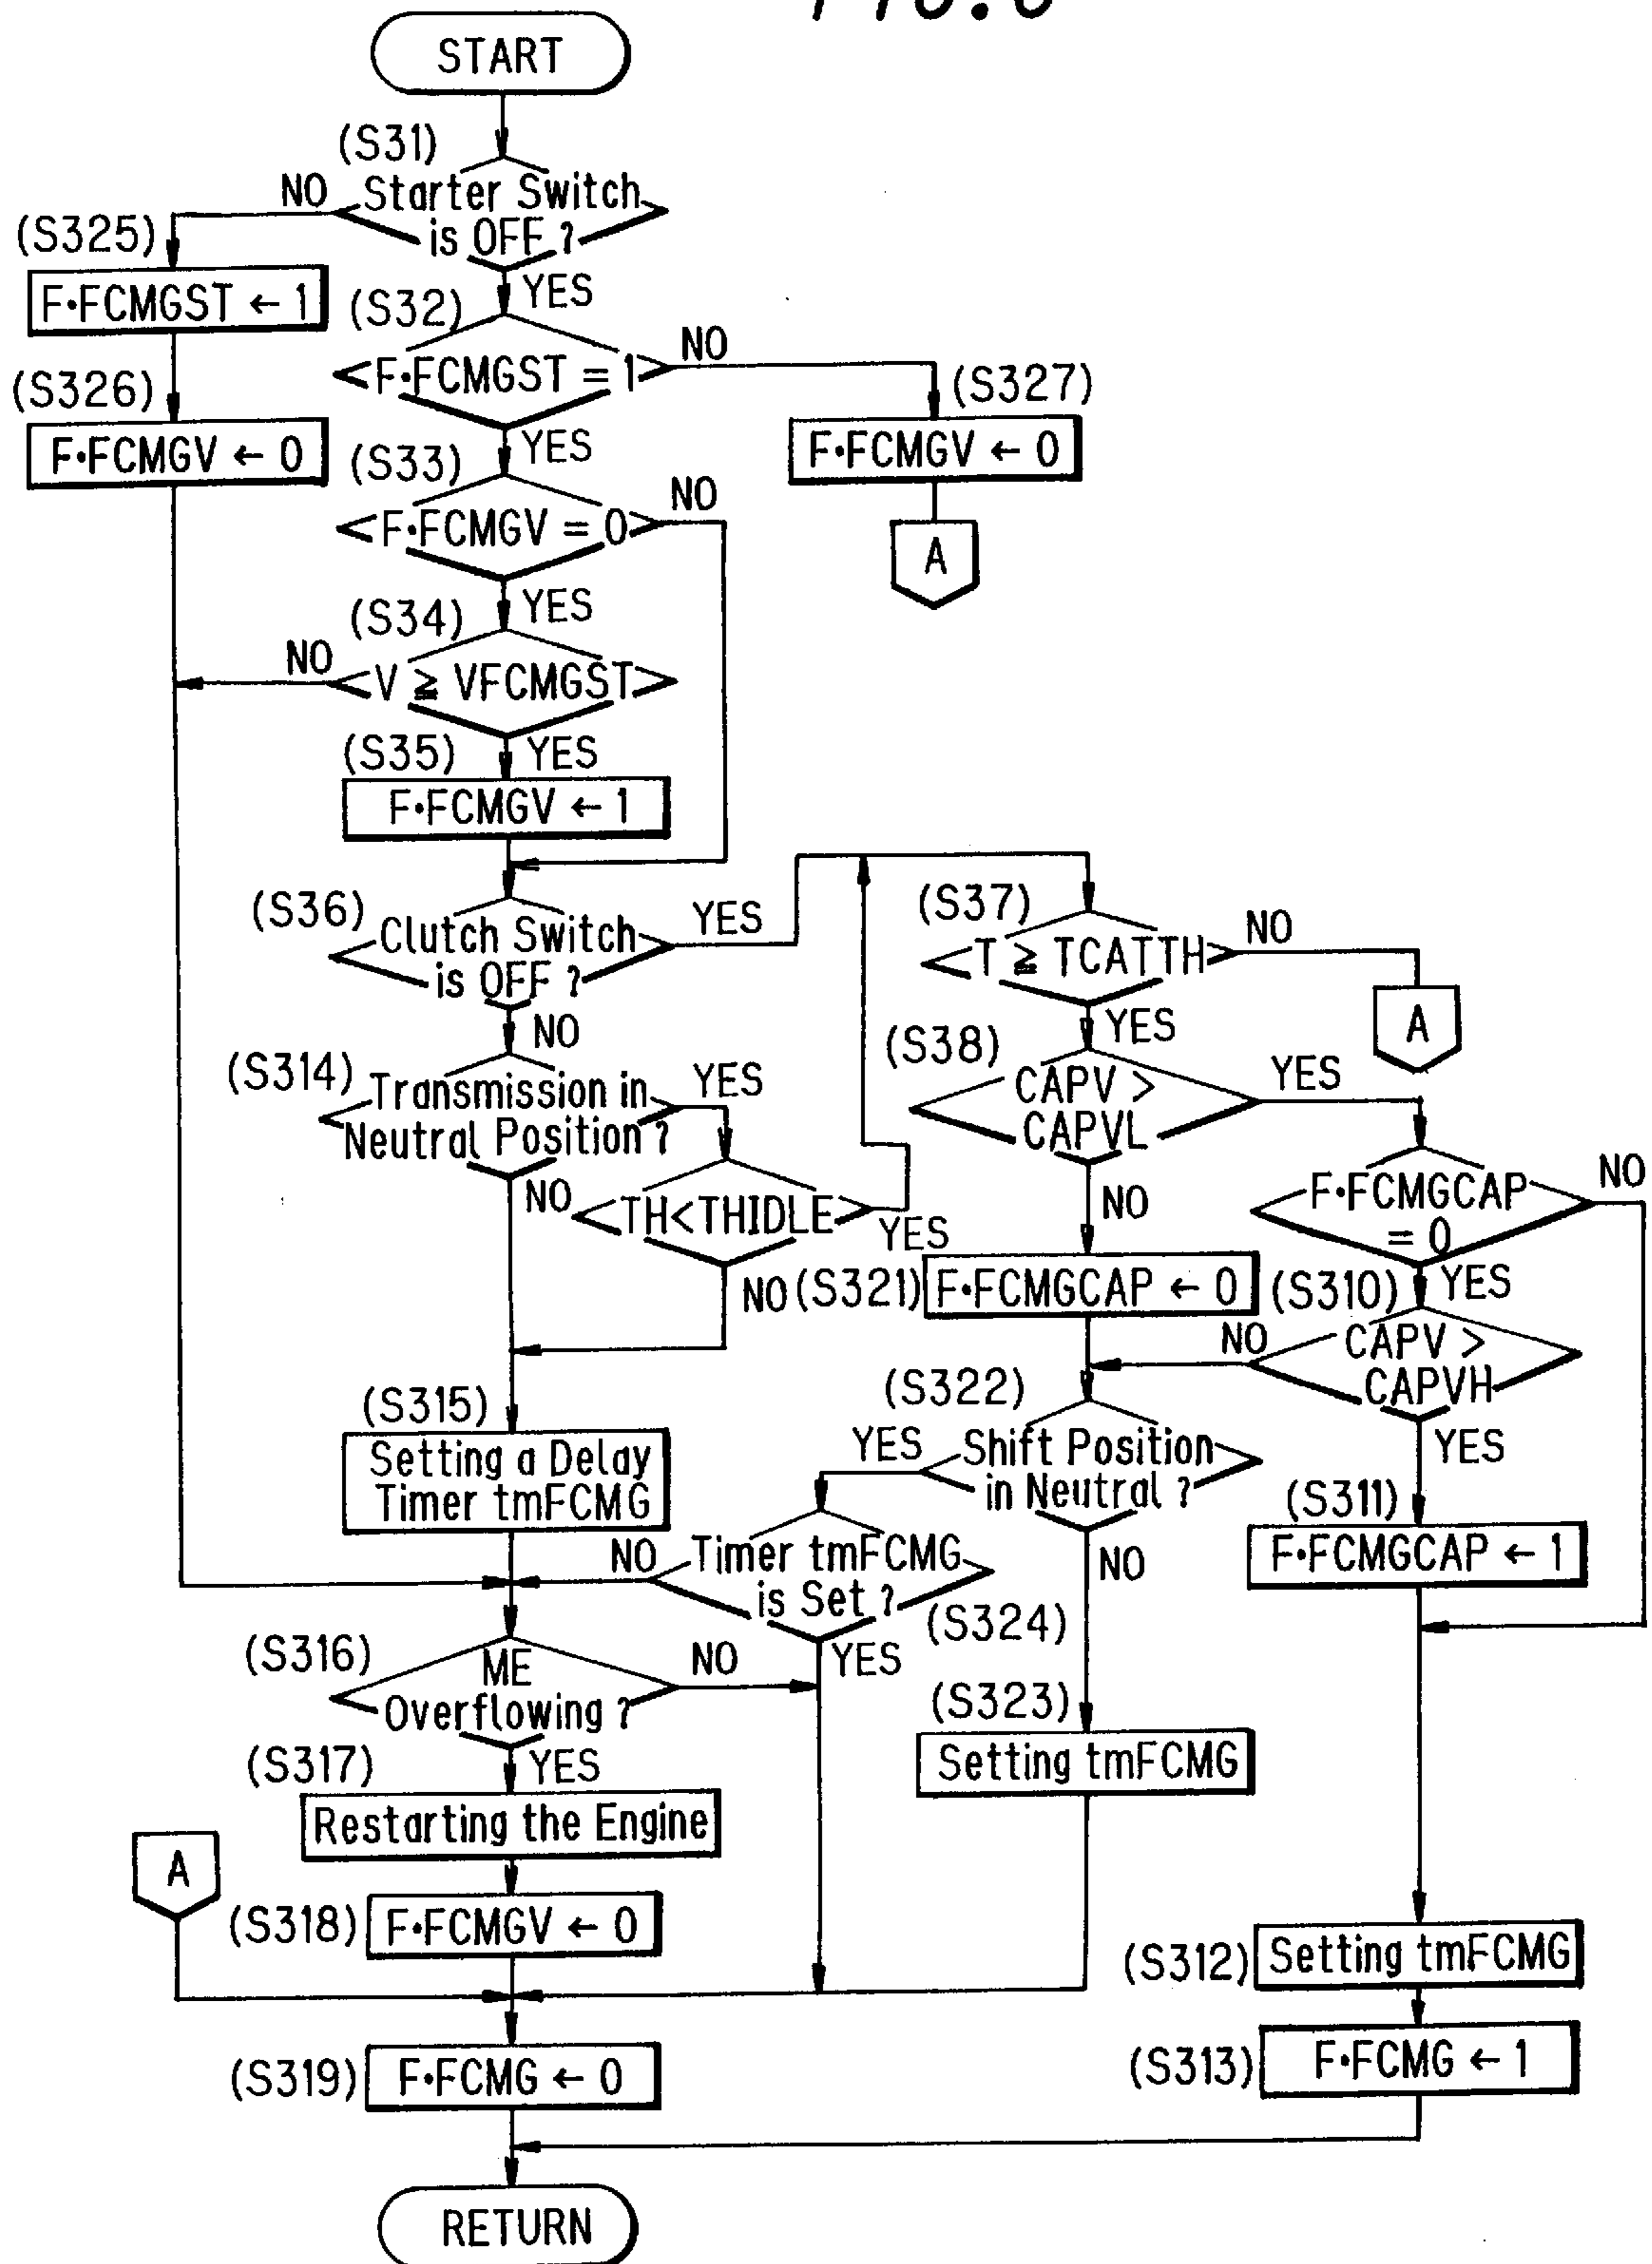 START
(S31)
NO
Starter Switch
is OFF ?
(S325)
F·FCMGST ← 1
YES
(S32)
F·FCMGST = 1
NO
(S327)
(S326)
F·FCMGV ← 0
F·FCMGV ← 0
YES
(S33)
NO
F·FCMGV = 0
A
YES
(S34)
NO
V ≧ VFCMGST
(S35)
YES
F·FCMGV ← 1
(S36)
Clutch Switch
is OFF ?
YES
(S37)
T ≧ TCATTH
NO
A
NO
YES
(S38)
CAPV >
CAPVL
YES
(S314)
Transmission in
Neutral Position ?
YES
NO
TH<THIDLE
YES
NO
NO
F·FCMGCAP
= 0
NO
(S321)
F·FCMGCAP ← 0
(S310)
YES
CAPV >
CAPVH
NO
(S322)
YES
(S315)
Setting a Delay
Timer tmFCMG
YES
Shift Position
in Neutral ?
(S311)
F·FCMGCAP ← 1
NO
Timer tmFCMG
is Set ?
NO
(S324)
YES
(S316)
ME
Overflowing ?
NO
(S323)
Setting tmFCMG
(S317)
YES
Restarting the Engine
A
(S318)
F·FCMGV ← 0
(S312)
Setting tmFCMG
(S319)
F·FCMG ← 0
(S313)
F·FCMG ← 1
RETURN